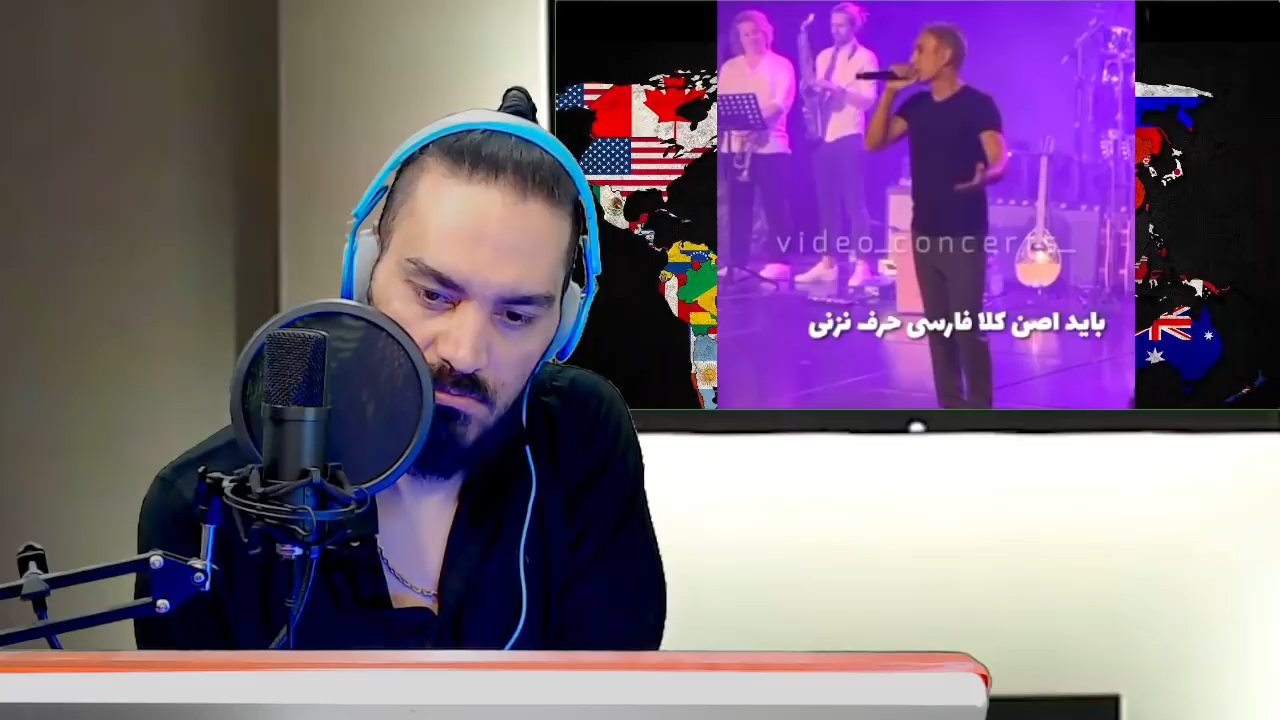 video_concerts_
باید اصن کلا فارسی حرف نزنی